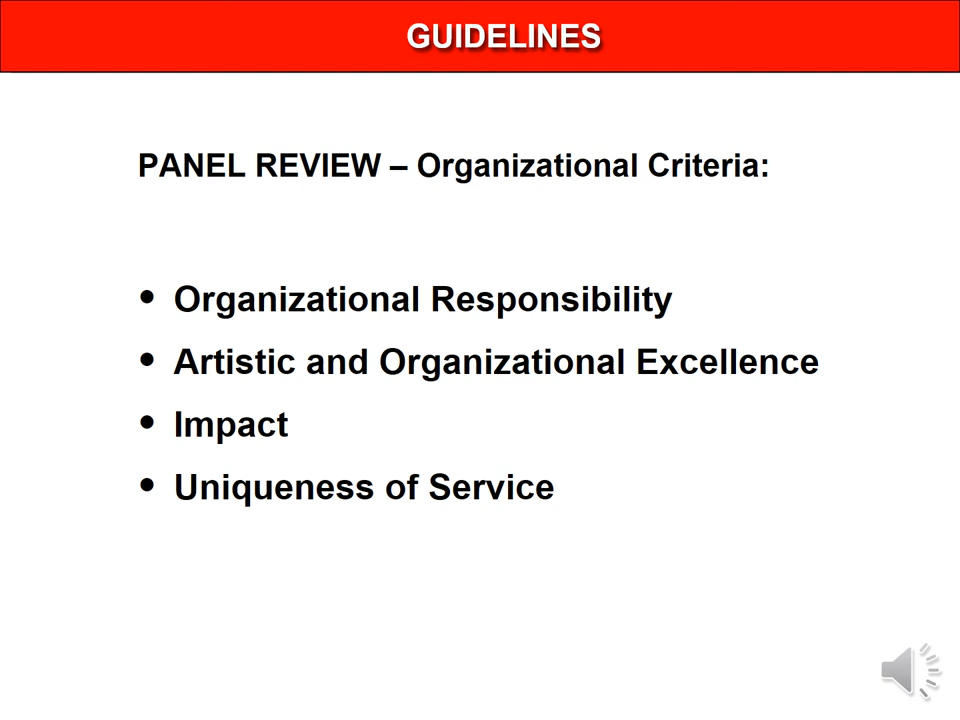 GUIDELINES
PANEL REVIEW – Organizational Criteria:
• Organizational Responsibility
• Artistic and Organizational Excellence
• Impact
• Uniqueness of Service